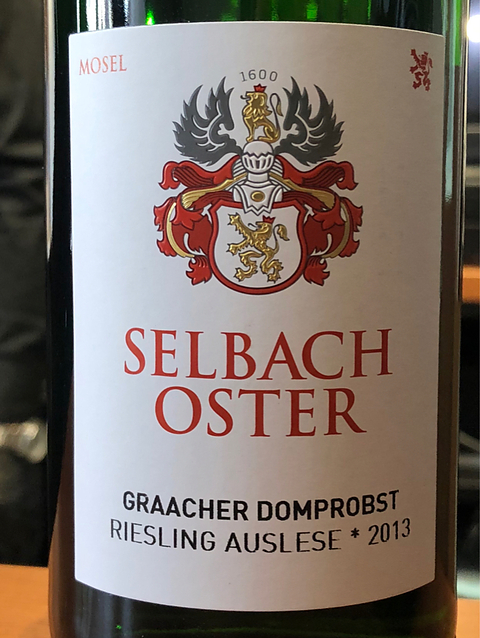 MOSEL
1600
SELBACH
OSTER
GRAACHER DOMPROBST
RIESLING AUSLESE * 2013